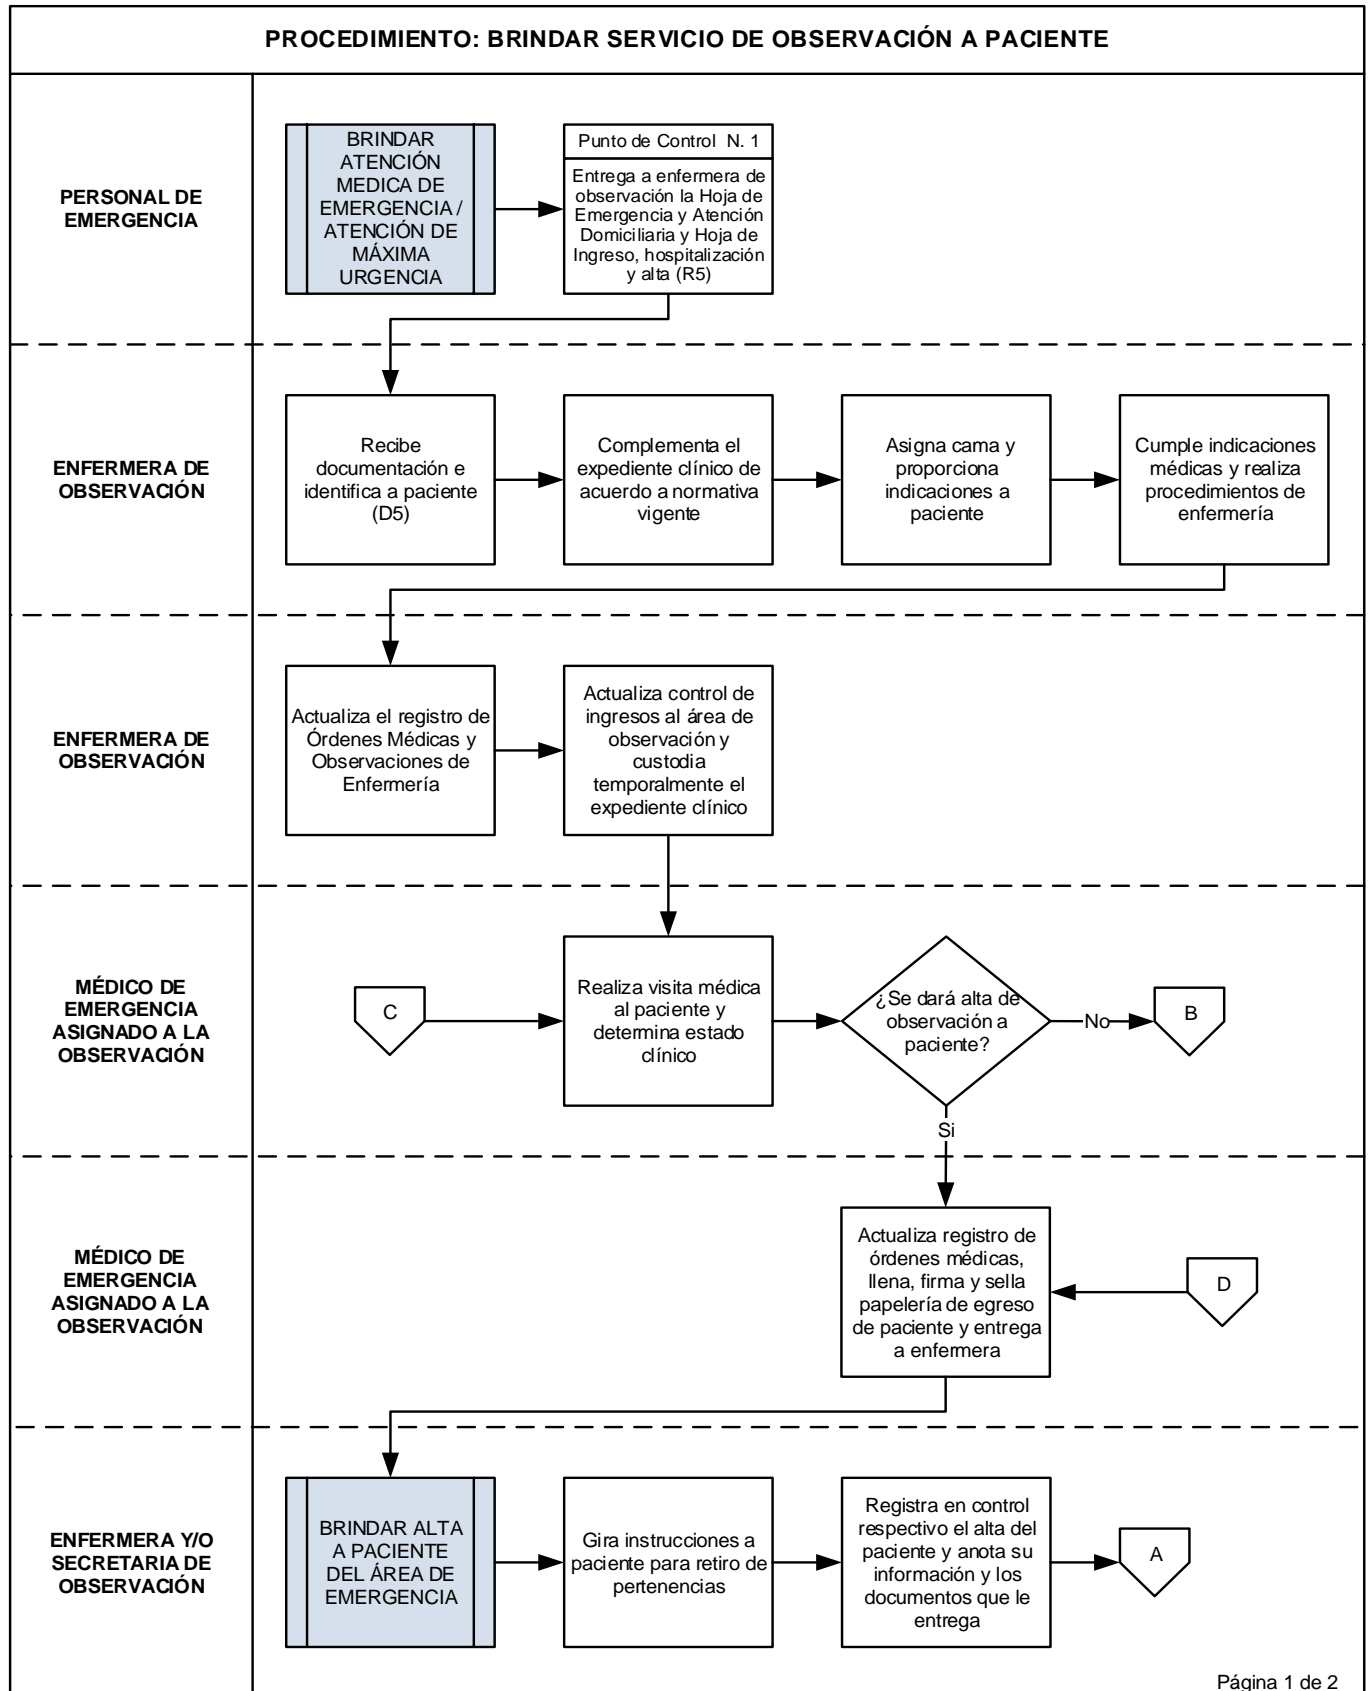 PROCEDIMIENTO: BRINDAR SERVICIO DE OBSERVACIÓN A PACIENTE
PERSONAL DE
EMERGENCIA
BRINDAR
ATENCIÓN
MEDICA DE
EMERGENCIA /
ATENCIÓN DE
MÁXIMA
URGENCIA
Punto de Control N. 1
Entrega a enfermera de
observación la Hoja de
Emergencia y Atención
Domiciliaria y Hoja de
Ingreso, hospitalización
y alta (R5)
ENFERMERA DE
OBSERVACIÓN
Recibe
documentación e
identifica a paciente
(D5)
Complementa el
expediente clínico de
acuerdo a normativa
vigente
Asigna cama y
proporciona
indicaciones a
paciente
Cumple indicaciones
médicas y realiza
procedimientos de
enfermería
ENFERMERA DE
OBSERVACIÓN
Actualiza el registro de
Órdenes Médicas y
Observaciones de
Enfermería
Actualiza control de
ingresos al área de
observación y
custodia
temporalmente el
expediente clínico
MÉDICO DE
EMERGENCIA
ASIGNADO A LA
OBSERVACIÓN
C
Realiza visita médica
al paciente y
determina estado
clínico
¿Se dará alta de
observación a
paciente?
No
B
Si
MÉDICO DE
EMERGENCIA
ASIGNADO A LA
OBSERVACIÓN
Actualiza registro de
órdenes médicas,
llena, firma y sella
papelería de egreso
de paciente y entrega
a enfermera
D
ENFERMERA Y/O
SECRETARIA DE
OBSERVACIÓN
BRINDAR ALTA
A PACIENTE
DEL ÁREA DE
EMERGENCIA
Gira instrucciones a
paciente para retiro de
pertenencias
Registra en control
respectivo el alta del
paciente y anota su
información y los
documentos que le
entrega
A
Página 1 de 2